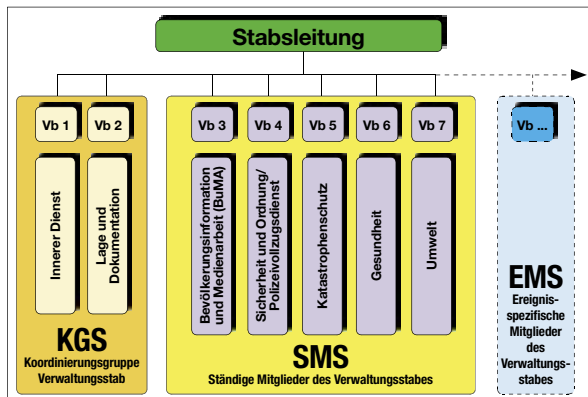 Stabsleitung
Vb 1
Vb 2
Vb 3
Vb 4
Vb 5
Vb 6
Vb 7
Vb ...
Innerer Dienst
Lage und
Dokumentation
Bevölkerungsinformation
und Medienarbeit (BuMA)
Sicherheit und Ordnung/
Polizeivollzugsdienst
Katastrophenschutz
Gesundheit
Umwelt
KGS
Koordinierungsgruppe
Verwaltungsstab
SMS
Ständige Mitglieder des Verwaltungsstabes
EMS
Ereignis-
spezifische
Mitglieder
des
Verwaltungs-
stabes